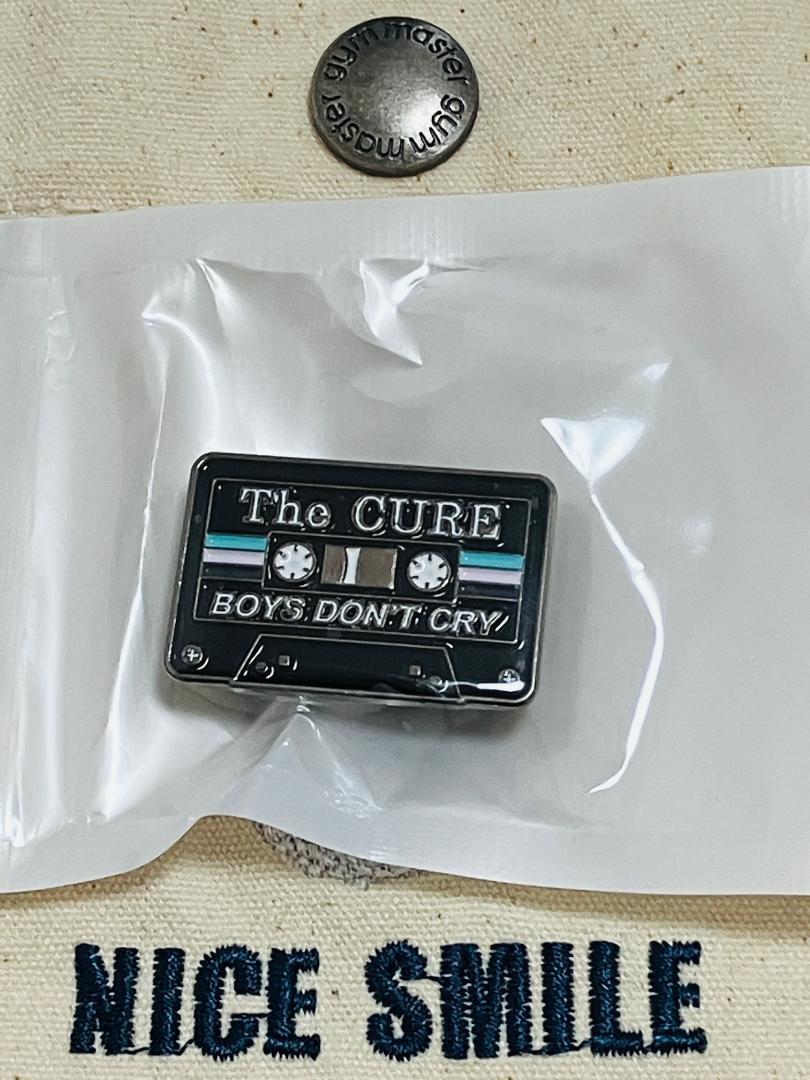 gym master gym master
The CURE
BOYS DON'T CRY
NICE SMILE